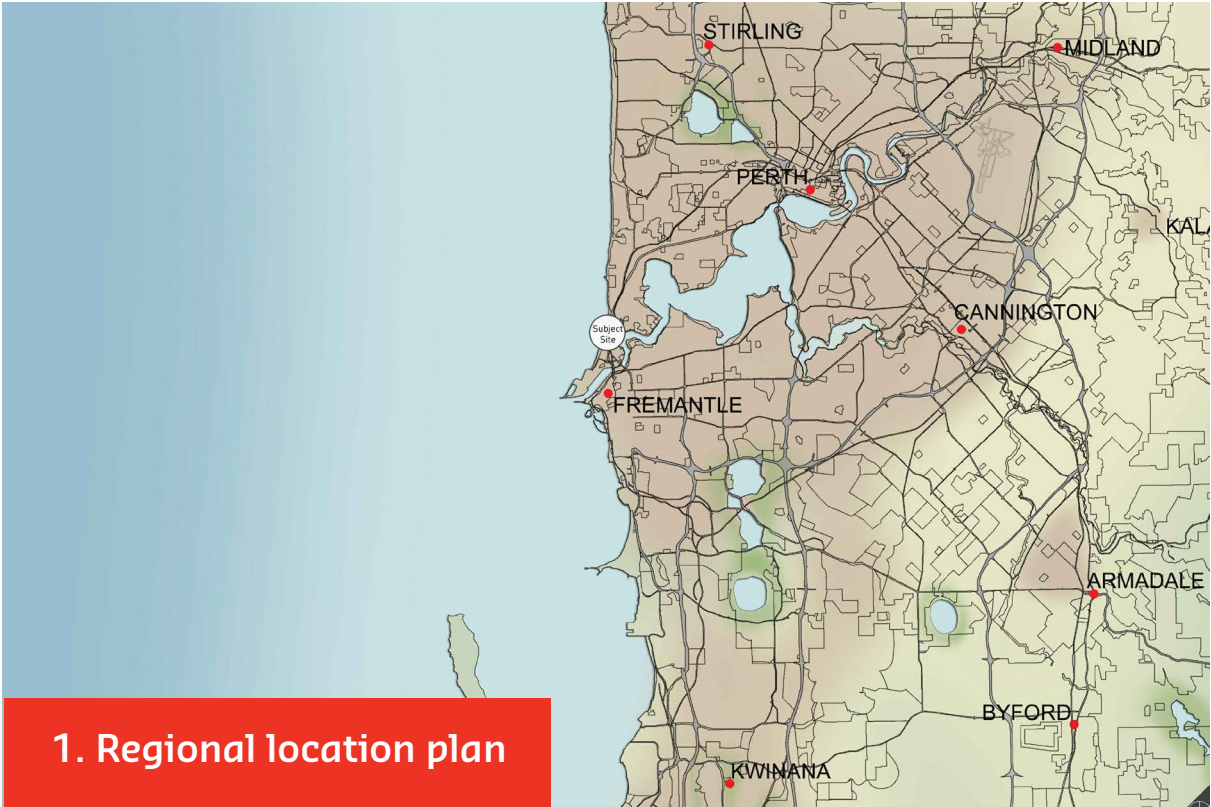 STIRLING
MIDLAND
PERTH
KALA
CANNINGTON
Subject
Site
FREMANTLE
ARMADALE
BYFORD
KWINANA
1. Regional location plan